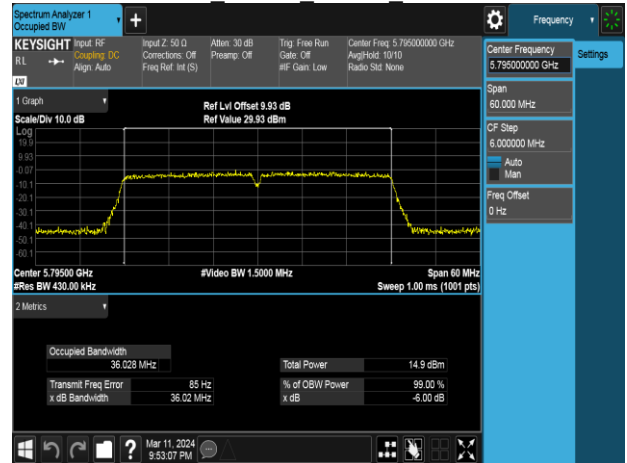 Spectrum Analyzer 1
Occupied BW
Frequency
KEYSIGHT
RL
LXI
Input: RF
Coupling: DC
Align: Auto
Input Z: 50 Ω
Corrections: Off
Freq Ref: Int (S)
Atten: 30 dB
Preamp: Off
Trig: Free Run
Gate: Off
#IF Gain: Low
Center Freq: 5.795000000 GHz
Avg|Hold: 10/10
Radio Std: None
Center Frequency
5.795000000 GHz
Settings
Span
60.000 MHz
CF Step
6.000000 MHz
Auto
Man
Freq Offset
0 Hz
1 Graph
Scale/Div 10.0 dB
Ref Lvl Offset 9.93 dB
Ref Value 29.93 dBm
Log
19.9
9.93
-0.07
-10.1
-20.1
-30.1
-40.1
-50.1
-60.1
Center 5.79500 GHz
#Video BW 1.5000 MHz
Span 60 MHz
#Res BW 430.00 kHz
Sweep 1.00 ms (1001 pts)
2 Metrics
Occupied Bandwidth
36.028 MHz
Total Power 14.9 dBm
Transmit Freq Error 85 Hz
% of OBW Power 99.00 %
x dB Bandwidth 36.02 MHz
x dB -6.00 dB
?
Mar 11, 2024
9:53:07 PM